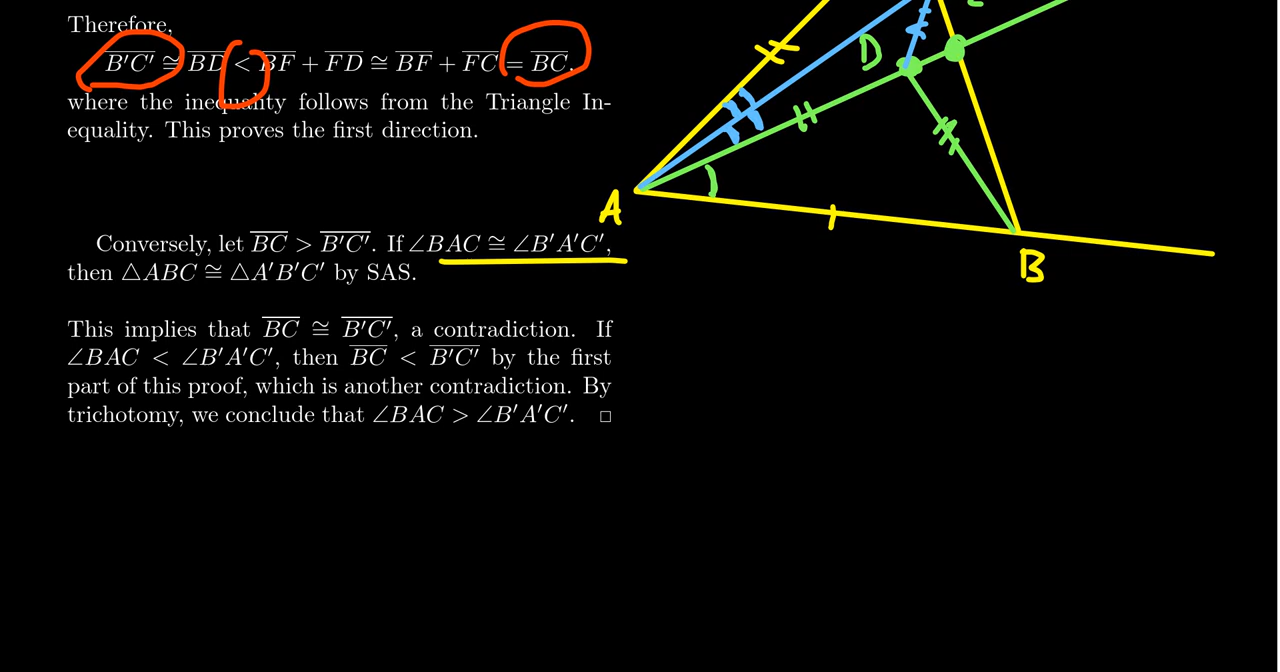 Therefore,
B′C′ ≅ BD < BF + FD ≅ BF + FC = BC,
where the inequality follows from the Triangle In-
equality. This proves the first direction.
D
A
Conversely, let BC > B′C′. If ∠BAC ≅ ∠B′A′C′,
then △ABC ≅ △A′B′C′ by SAS.
B
This implies that BC ≅ B′C′, a contradiction. If
∠BAC < ∠B′A′C′, then BC < B′C′ by the first
part of this proof, which is another contradiction. By
trichotomy, we conclude that ∠BAC > ∠B′A′C′. □